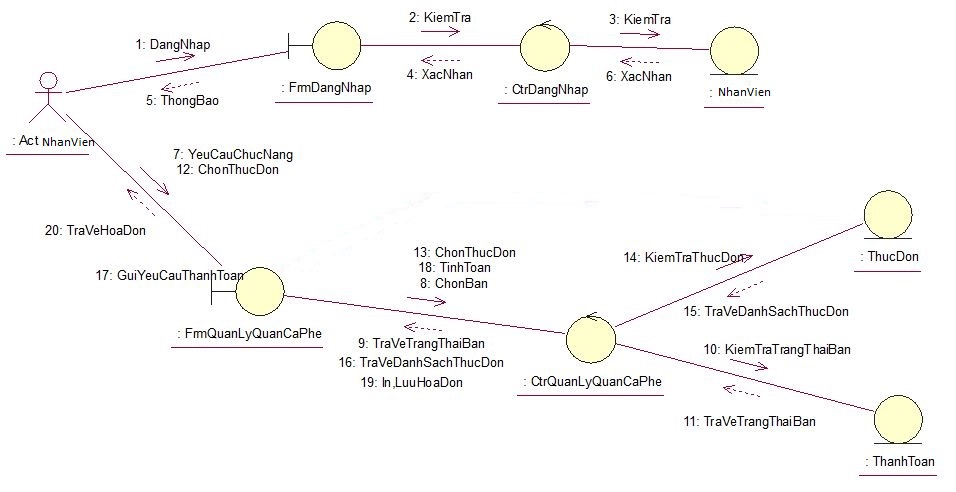 1: DangNhap
5: ThongBao
2: KiemTra
4: XacNhan
3: KiemTra
6: XacNhan
: FrmDangNhap
: CtrDangNhap
: NhanVien
: Act NhanVien
7: YeuCauChucNang
12: ChonThucDon
20: TraVeHoaDon
17: GuiYeuCauThanhToan
: FrmQuanLyQuanCaPhe
13: ChonThucDon
18: TinhToan
8: ChonBan
9: TraVeTrangThaiBan
16: TraVeDanhSachThucDon
19: In,LuuHoaDon
: CtrQuanLyQuanCaPhe
14: KiemTraThucDon
15: TraVeDanhSachThucDon
: ThucDon
10: KiemTraTrangThaiBan
11: TraVeTrangThaiBan
: ThanhToan